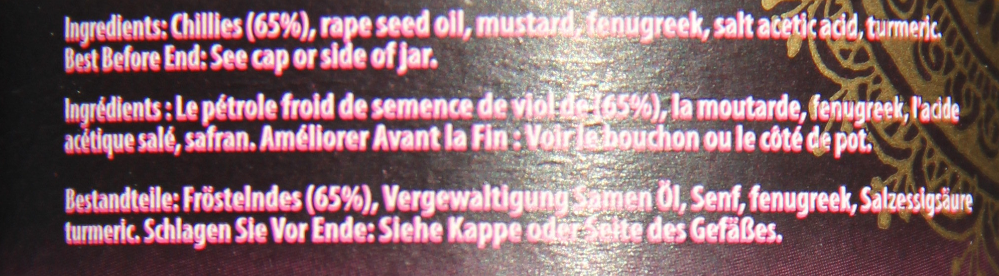 Ingredients: Chillies (65%), rape seed oil, mustard, fenugreek, salt acetic acid, turmeric.
Best Before End: See cap or side of jar.
Ingrédients : Le pétrole froid de semence de viol de (65%), la moutarde, fenugreek, l'acide
acétique salé, safran. Améliorer Avant la Fin : Voir le bouchon ou le côté de pot.
Bestandteile: Fröstelndes (65%), Vergewaltigung Samen Öl, Senf, fenugreek, Salzessigsäure
turmeric. Schlagen Sie Vor Ende: Siehe Kappe oder Seite des Gefäßes.